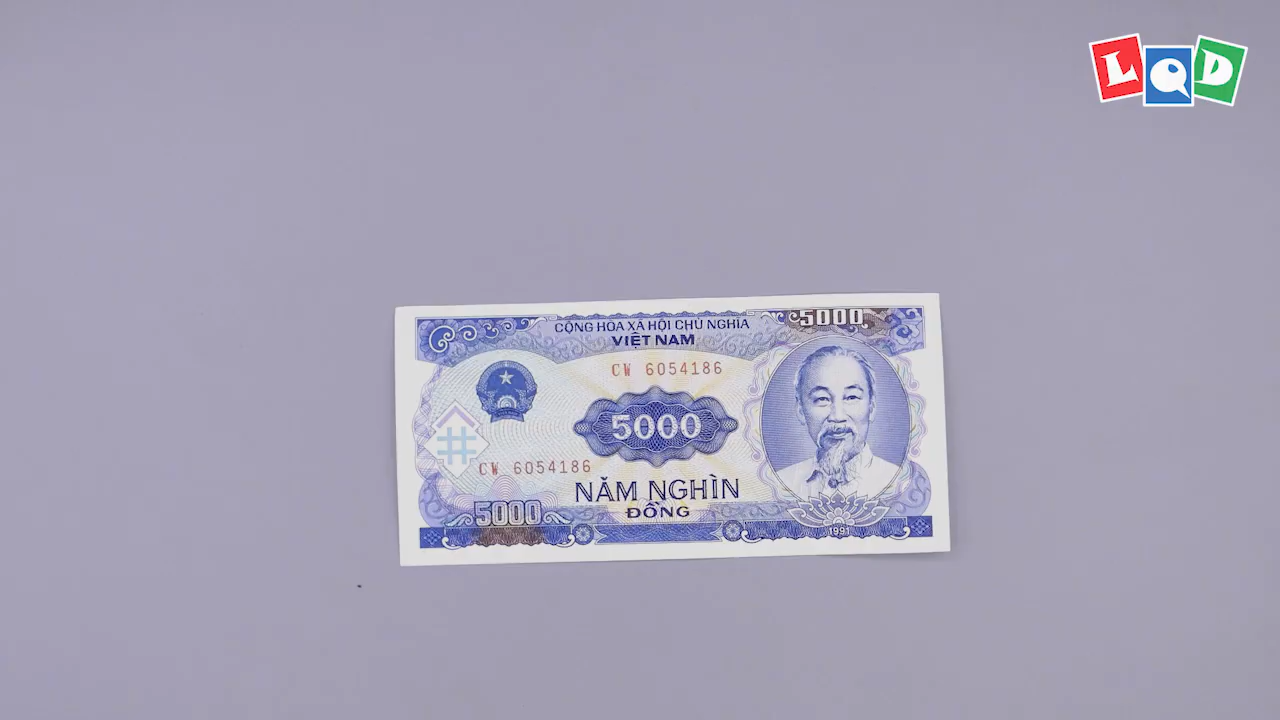 LQD
CỘNG HÒA XÃ HỘI CHỦ NGHĨA
VIỆT NAM
5000
CW 6054186
5000
CW 6054186
NĂM NGHÌN
ĐỒNG
5000
1991